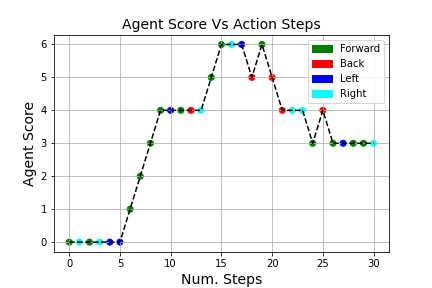 Agent Score Vs Action Steps
6
5
4
3
2
1
0
Agent Score
Forward
Back
Left
Right
0 5 10 15 20 25 30
Num. Steps